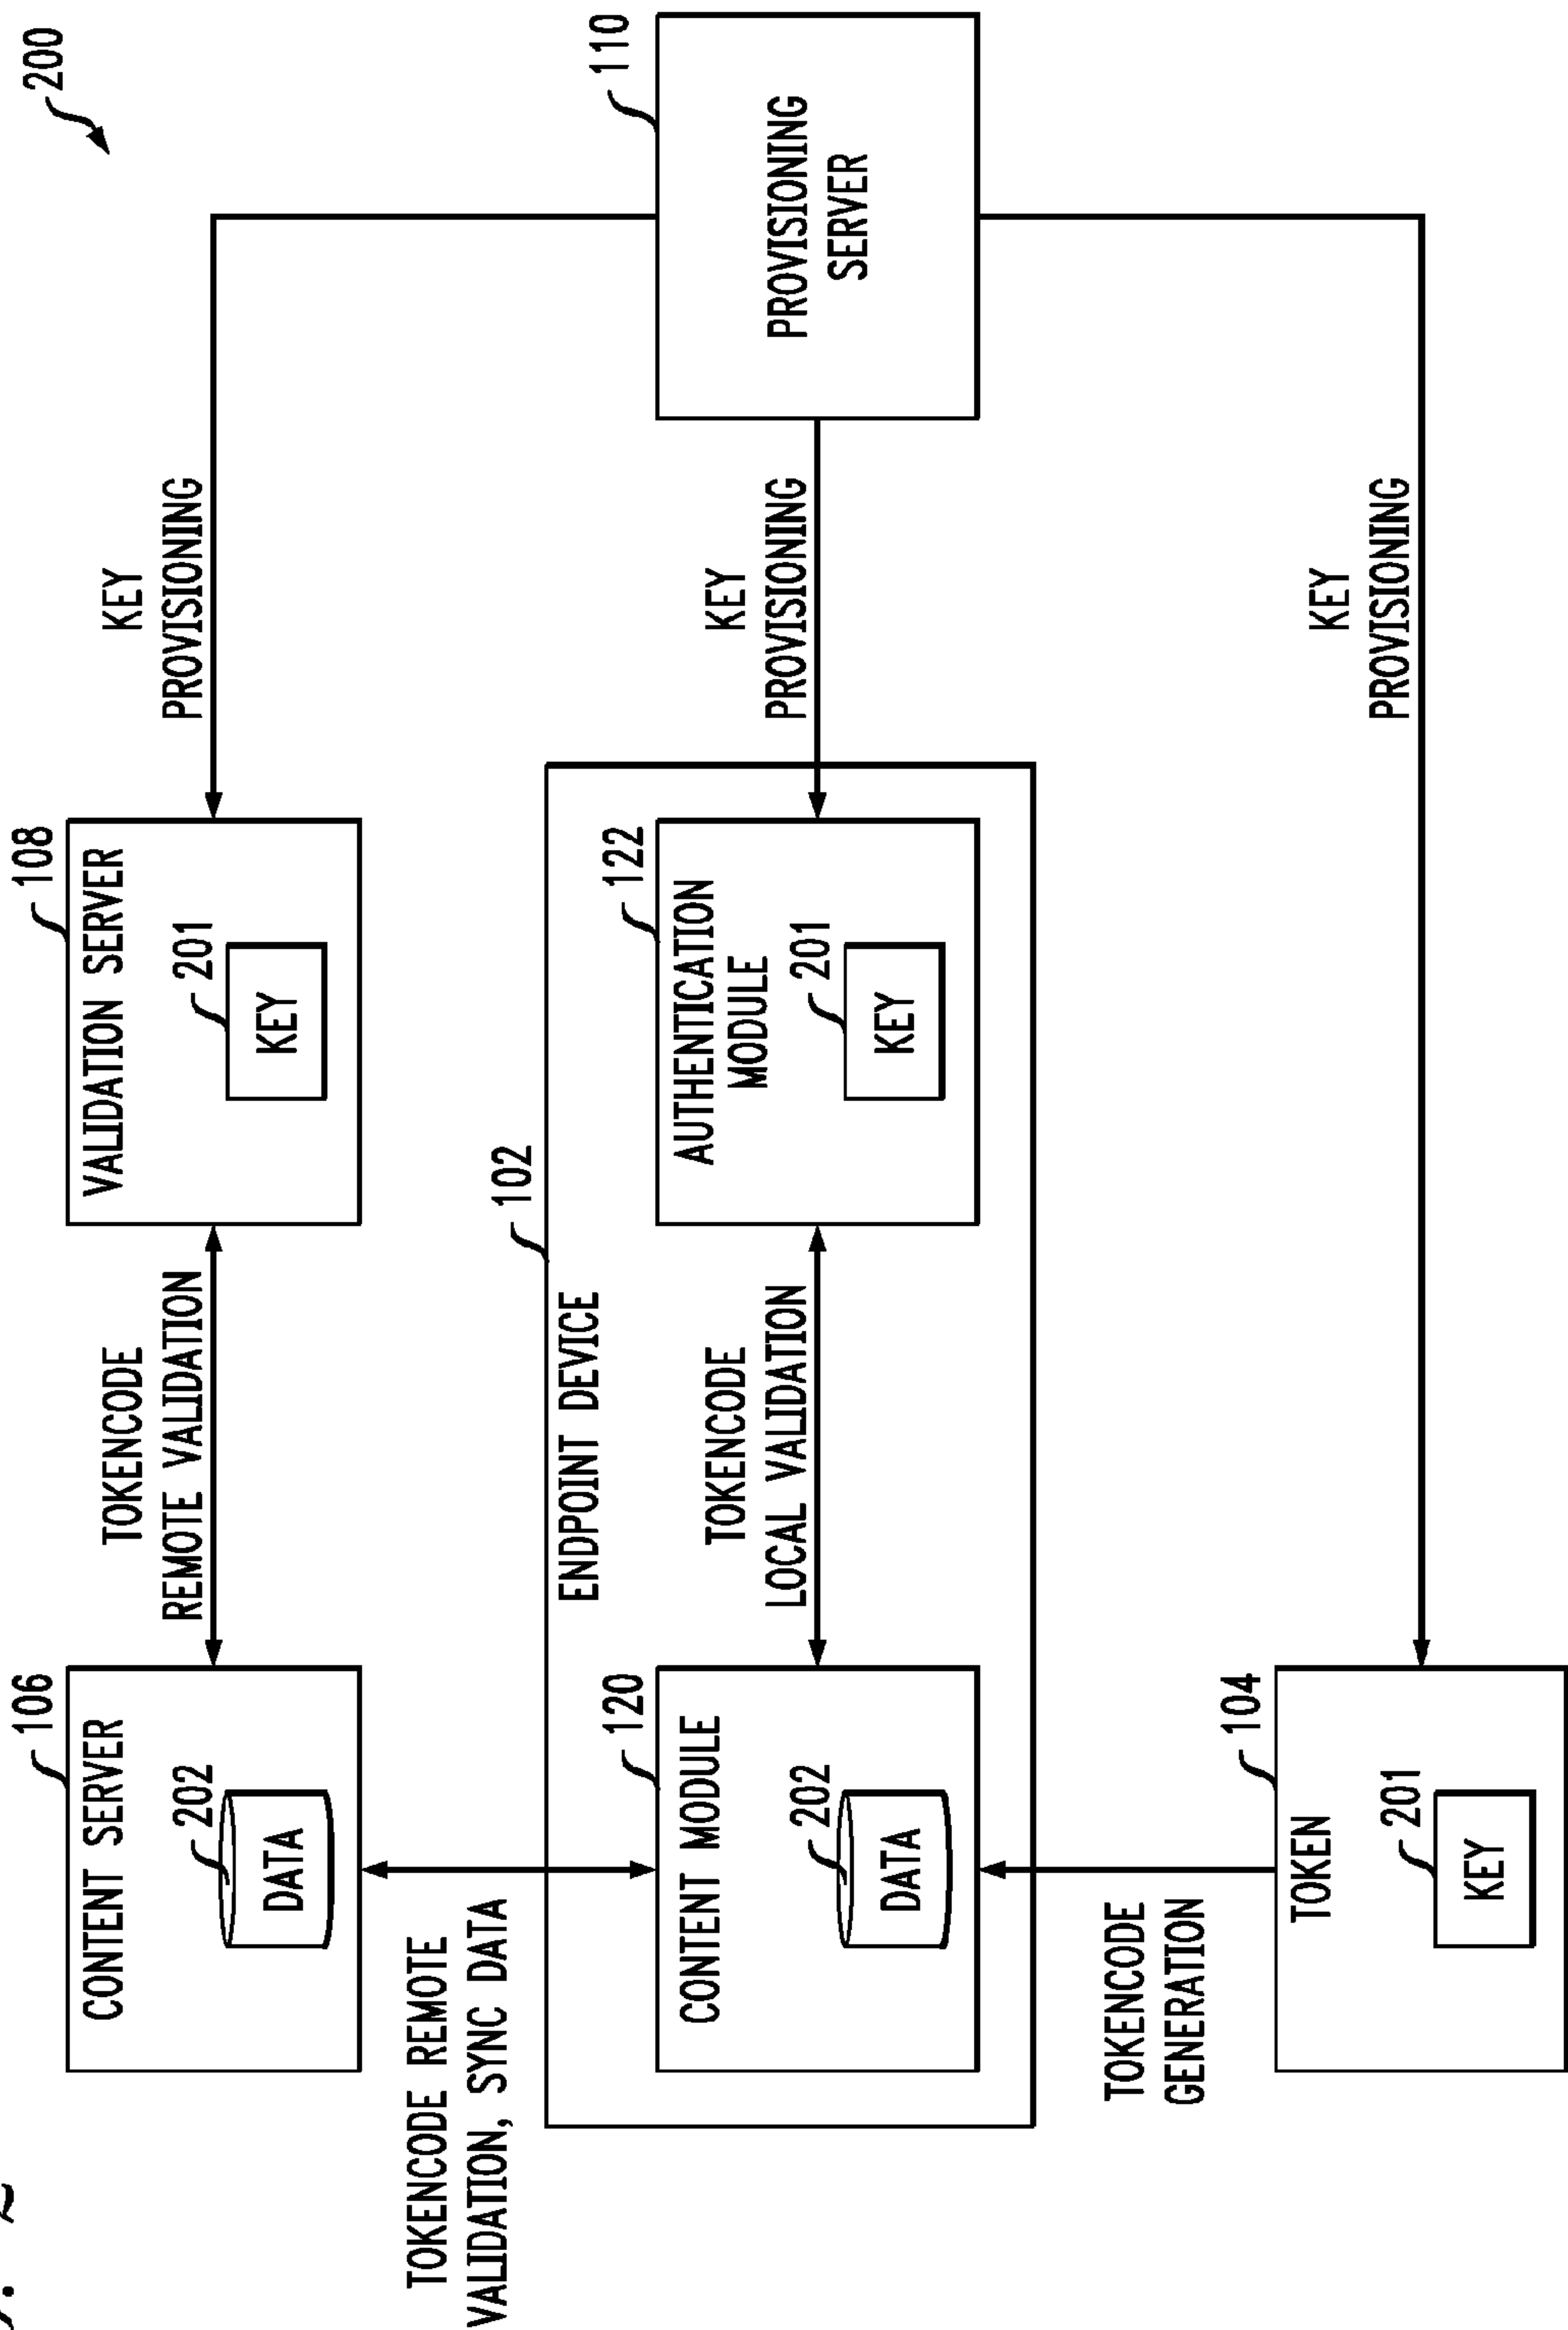 200
106
CONTENT SERVER
202
DATA
TOKENCODE
REMOTE VALIDATION
108
VALIDATION SERVER
201
KEY
KEY
PROVISIONING
TOKENCODE REMOTE
VALIDATION, SYNC DATA
102
ENDPOINT DEVICE
120
CONTENT MODULE
202
DATA
TOKENCODE
LOCAL VALIDATION
122
AUTHENTICATION
MODULE
201
KEY
KEY
PROVISIONING
110
PROVISIONING
SERVER
TOKENCODE
GENERATION
104
TOKEN
201
KEY
KEY
PROVISIONING